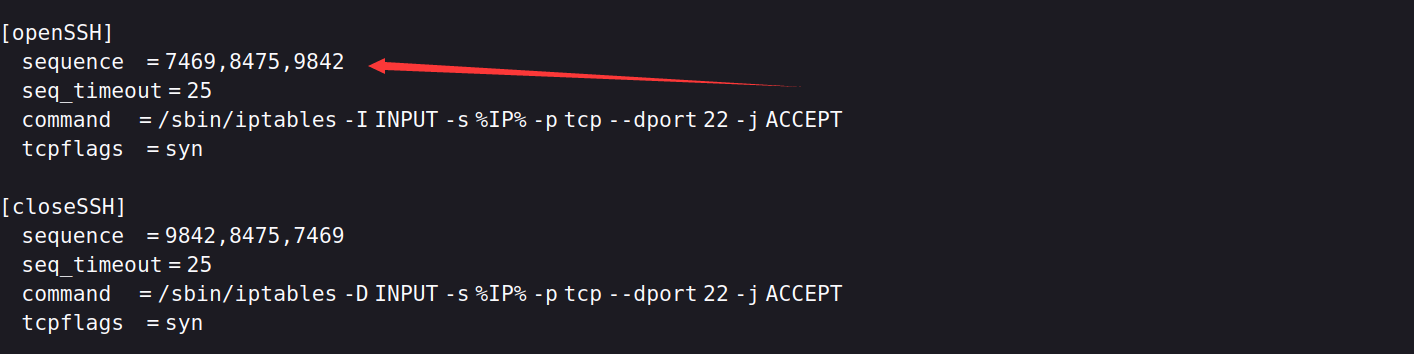 [openSSH]
sequence = 7469,8475,9842
seq_timeout = 25
command = /sbin/iptables -I INPUT -s %IP% -p tcp --dport 22 -j ACCEPT
tcpflags = syn
[closeSSH]
sequence = 9842,8475,7469
seq_timeout = 25
command = /sbin/iptables -D INPUT -s %IP% -p tcp --dport 22 -j ACCEPT
tcpflags = syn